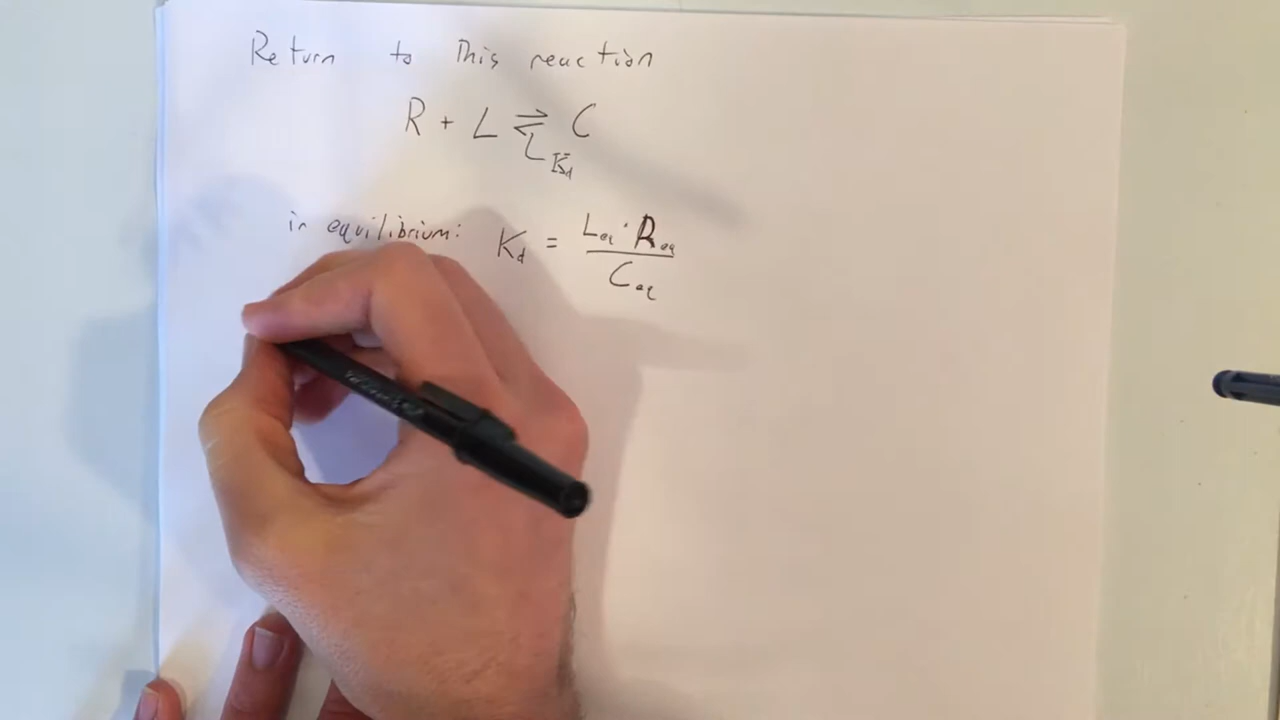 Return to this reaction
R + L ⇌ C
Kd
in equilibrium: Kd = Leq · Req / Ceq